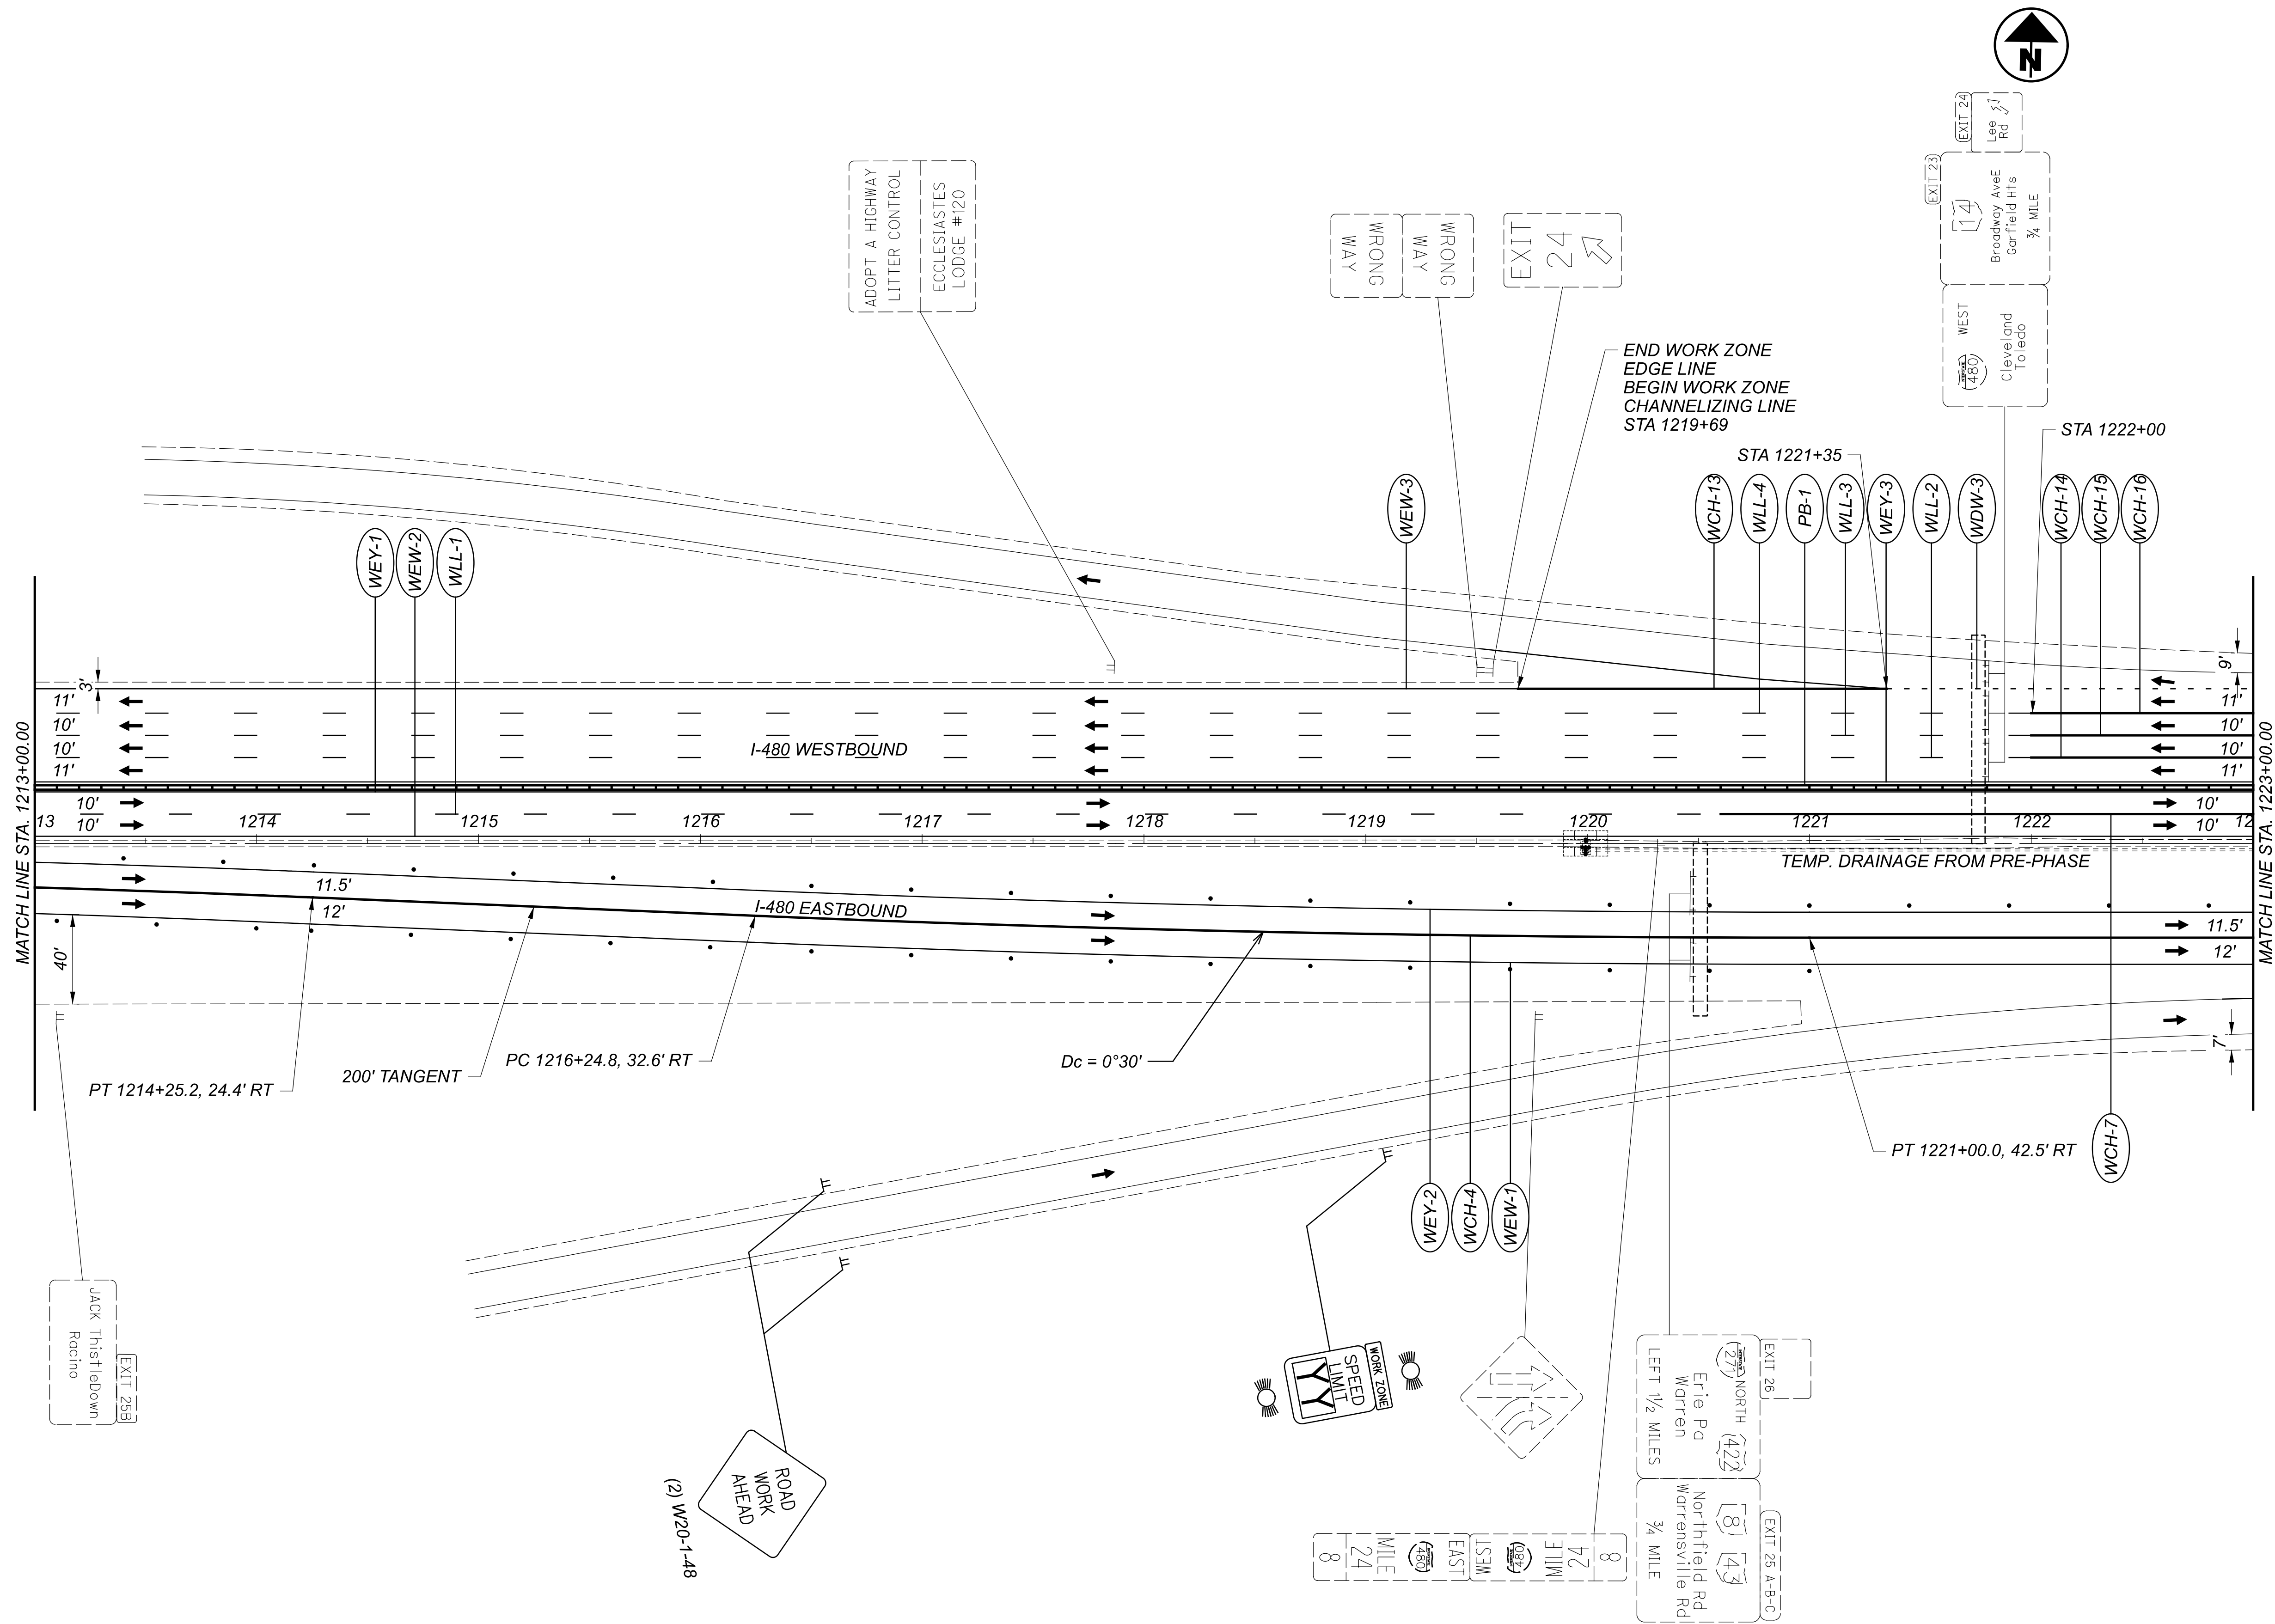 N
EXIT 24
Lee
Rd
EXIT 23
14
Broadway AveE
Garfield Hts
¾ MILE
WEST
480
Cleveland
Toledo
ADOPT A HIGHWAY
LITTER CONTROL
ECCLESIASTES
LODGE #120
WRONG
WAY
WRONG
WAY
EXIT
24
END WORK ZONE
EDGE LINE
BEGIN WORK ZONE
CHANNELIZING LINE
STA 1219+69
STA 1221+35
STA 1222+00
WEY-1
WEW-2
WLL-1
WEW-3
WCH-13
WLL-4
PB-1
WLL-3
WEY-3
WLL-2
WDW-3
WCH-14
WCH-15
WCH-16
MATCH LINE STA. 1213+00.00
3'
11'
10'
10'
11'
10'
10'
I-480 WESTBOUND
9'
11'
10'
10'
11'
10'
10'
13
1214
1215
1216
1217
1218
1219
1220
1221
1222
12
TEMP. DRAINAGE FROM PRE-PHASE
11.5'
12'
I-480 EASTBOUND
11.5'
12'
40'
7'
MATCH LINE STA. 1223+00.00
PT 1214+25.2, 24.4' RT
200' TANGENT
PC 1216+24.8, 32.6' RT
Dc = 0°30'
PT 1221+00.0, 42.5' RT
WEY-2
WCH-4
WEW-1
WCH-7
JACK ThistleDown
Racino
EXIT 25B
ROAD
WORK
AHEAD
(2) W20-1-48
WORK ZONE
SPEED
LIMIT
YY
EAST
480
MILE
24
8
WEST
480
MILE
24
8
EXIT 26
271
NORTH
422
Erie Pa
Warren
LEFT 1½ MILES
EXIT 25 A-B-C
8
43
Northfield Rd
Warrensville Rd
¾ MILE